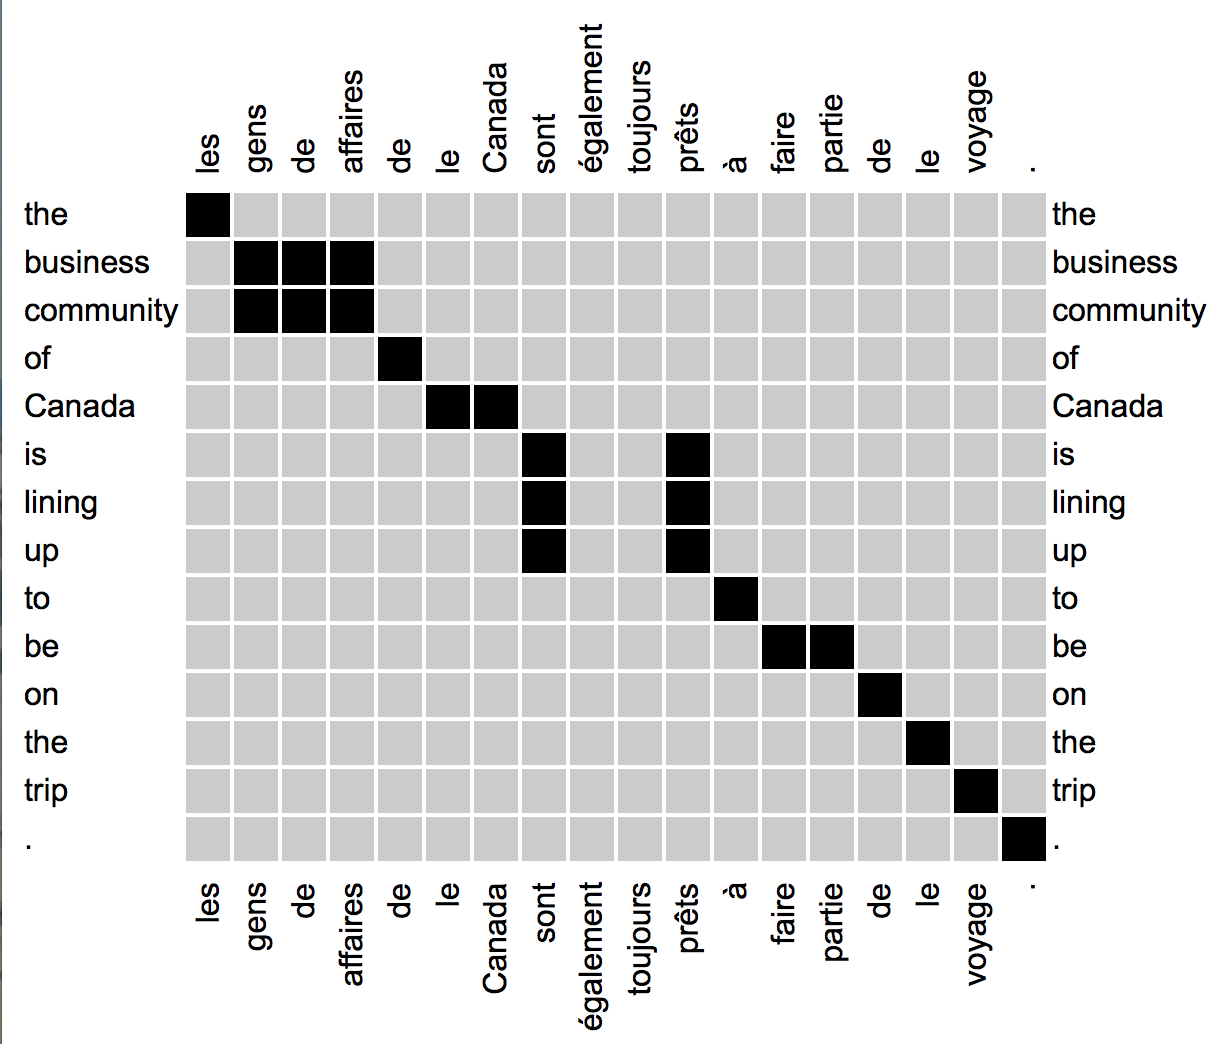 les gens de affaires de le Canada sont également toujours prêts à faire partie de le voyage .
the the
business business
community community
of of
Canada Canada
is is
lining lining
up up
to to
be be
on on
the the
trip trip
. .
les gens de affaires de le Canada sont également toujours prêts à faire partie de le voyage .